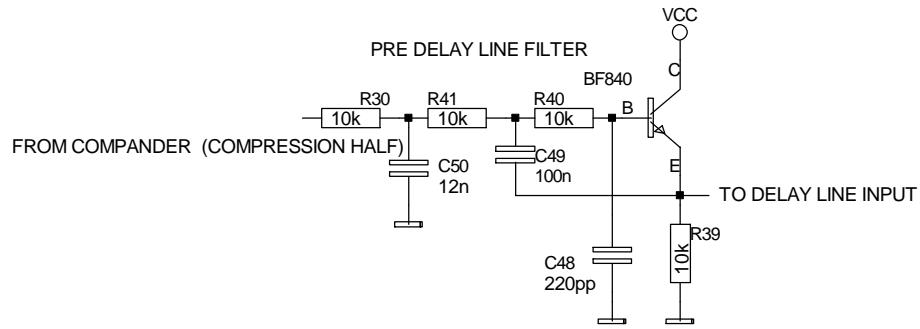 VCC
PRE DELAY LINE FILTER
BF840
C
R30
R41
R40
B
10k
10k
10k
FROM COMPANDER (COMPRESSION HALF)
C50
12n
C49
100n
E
TO DELAY LINE INPUT
R39
10k
C48
220pp